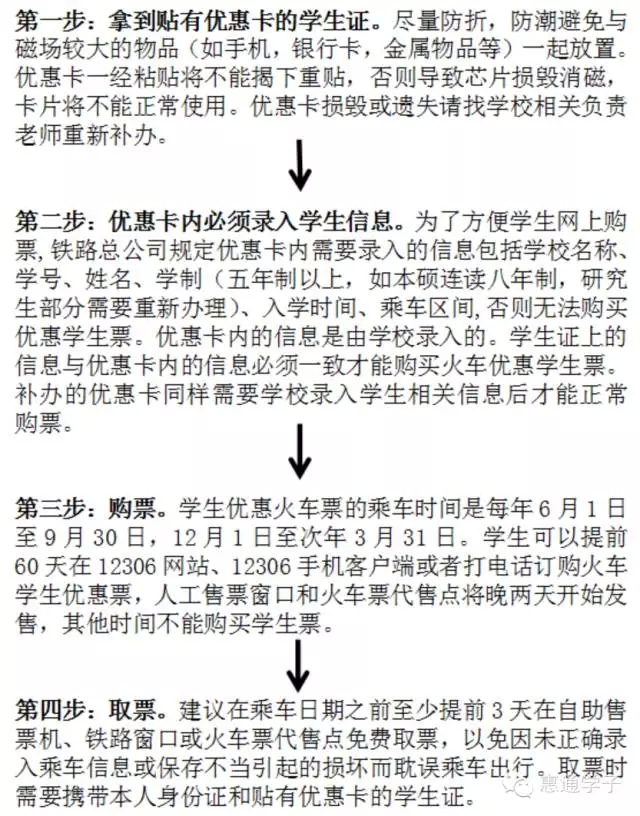 第一步：拿到贴有优惠卡的学生证。尽量防折，防潮避免与
磁场较大的物品（如手机，银行卡，金属物品等）一起放置。
优惠卡一经粘贴将不能揭下重贴，否则导致芯片损毁消磁，
卡片将不能正常使用。优惠卡损毁或遗失请找学校相关负责
老师重新补办。
第二步：优惠卡内必须录入学生信息。为了方便学生网上购
票,铁路总公司规定优惠卡内需要录入的信息包括学校名称、
学号、姓名、学制（五年制以上，如本硕连读八年制，研究
生部分需要重新办理）、入学时间、乘车区间,否则无法购买
优惠学生票。优惠卡内的信息是由学校录入的。学生证上的
信息与优惠卡内的信息必须一致才能购买火车优惠学生票。
补办的优惠卡同样需要学校录入学生相关信息后才能正常
购票。
第三步：购票。学生优惠火车票的乘车时间是每年6月1日
至9月30日，12月1日至次年3月31日。学生可以提前
60天在12306网站、12306手机客户端或者打电话订购火车
学生优惠票，人工售票窗口和火车票代售点将晚两天开始发
售，其他时间不能购买学生票。
第四步：取票。建议在乘车日期之前至少提前3天在自助售
票机、铁路窗口或火车票代售点免费取票，以免因未正确录
入乘车信息或保存不当引起的损坏而耽误乘车出行。取票时
需要携带本人身份证和贴有优惠卡的学生证。
惠通学子